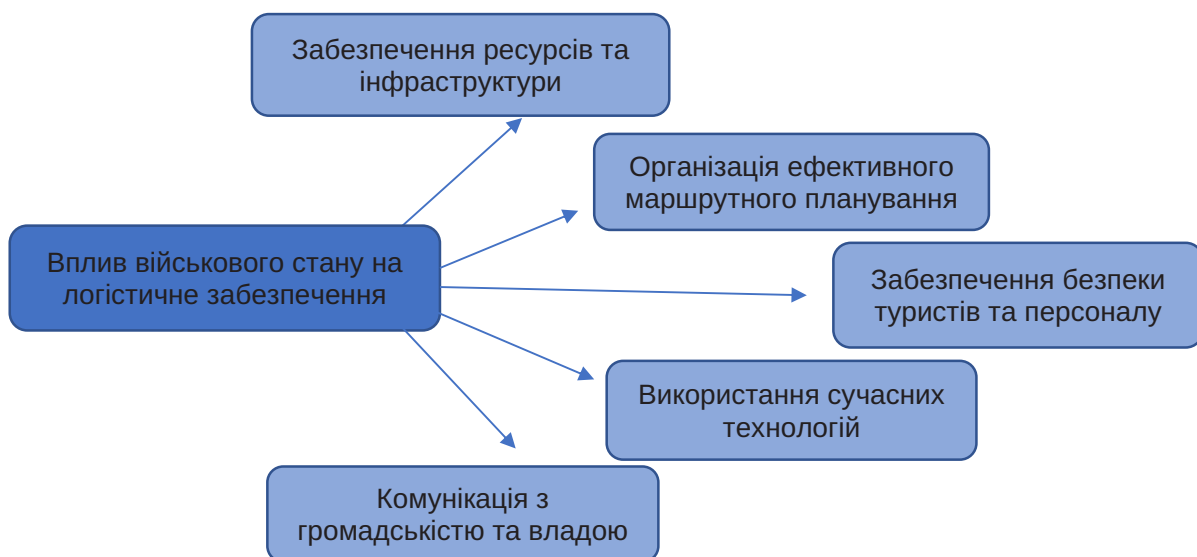 Забезпечення ресурсів та
інфраструктури
Організація ефективного
маршрутного планування
Вплив військового стану на
логістичне забезпечення
Забезпечення безпеки
туристів та персоналу
Використання сучасних
технологій
Комунікація з
громадськістю та владою